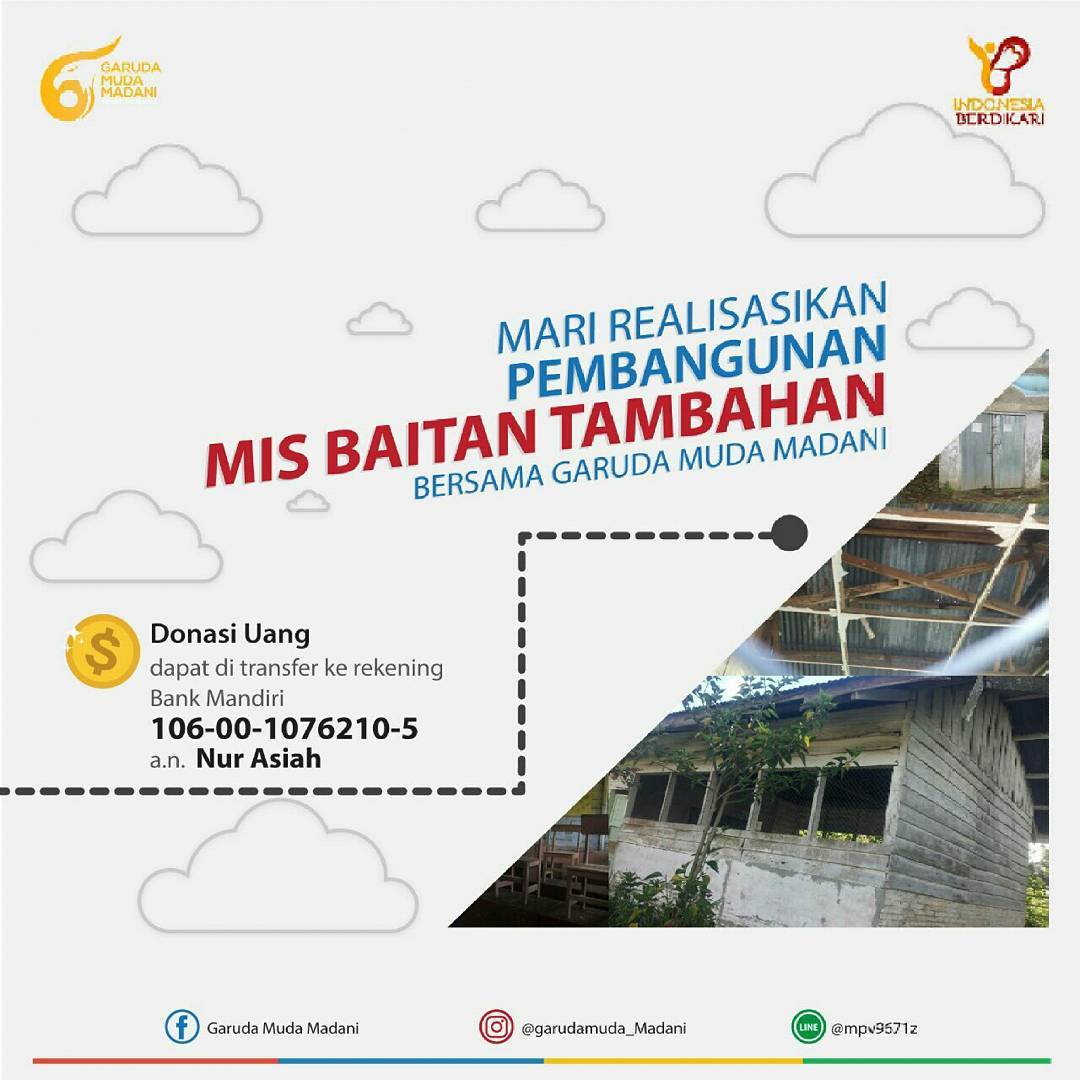 GARUDA
MUDA
MADANI
INDONESIA
BERDIKARI
MARI REALISASIKAN
PEMBANGUNAN
MIS BAITAN TAMBAHAN
BERSAMA GARUDA MUDA MADANI
Donasi Uang
dapat di transfer ke rekening
Bank Mandiri
106-00-1076210-5
a.n. Nur Asiah
Garuda Muda Madani
@garudamuda_Madani
LINE
@mpv9671z